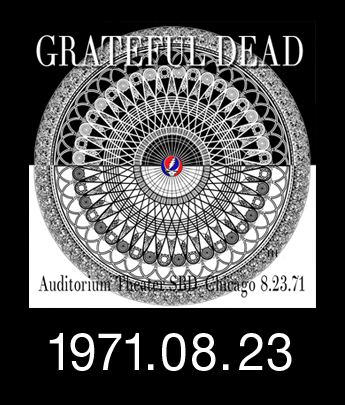 GRATEFUL DEAD
Auditorium Theater SBD, Chicago 8.23.71
1971.08.23